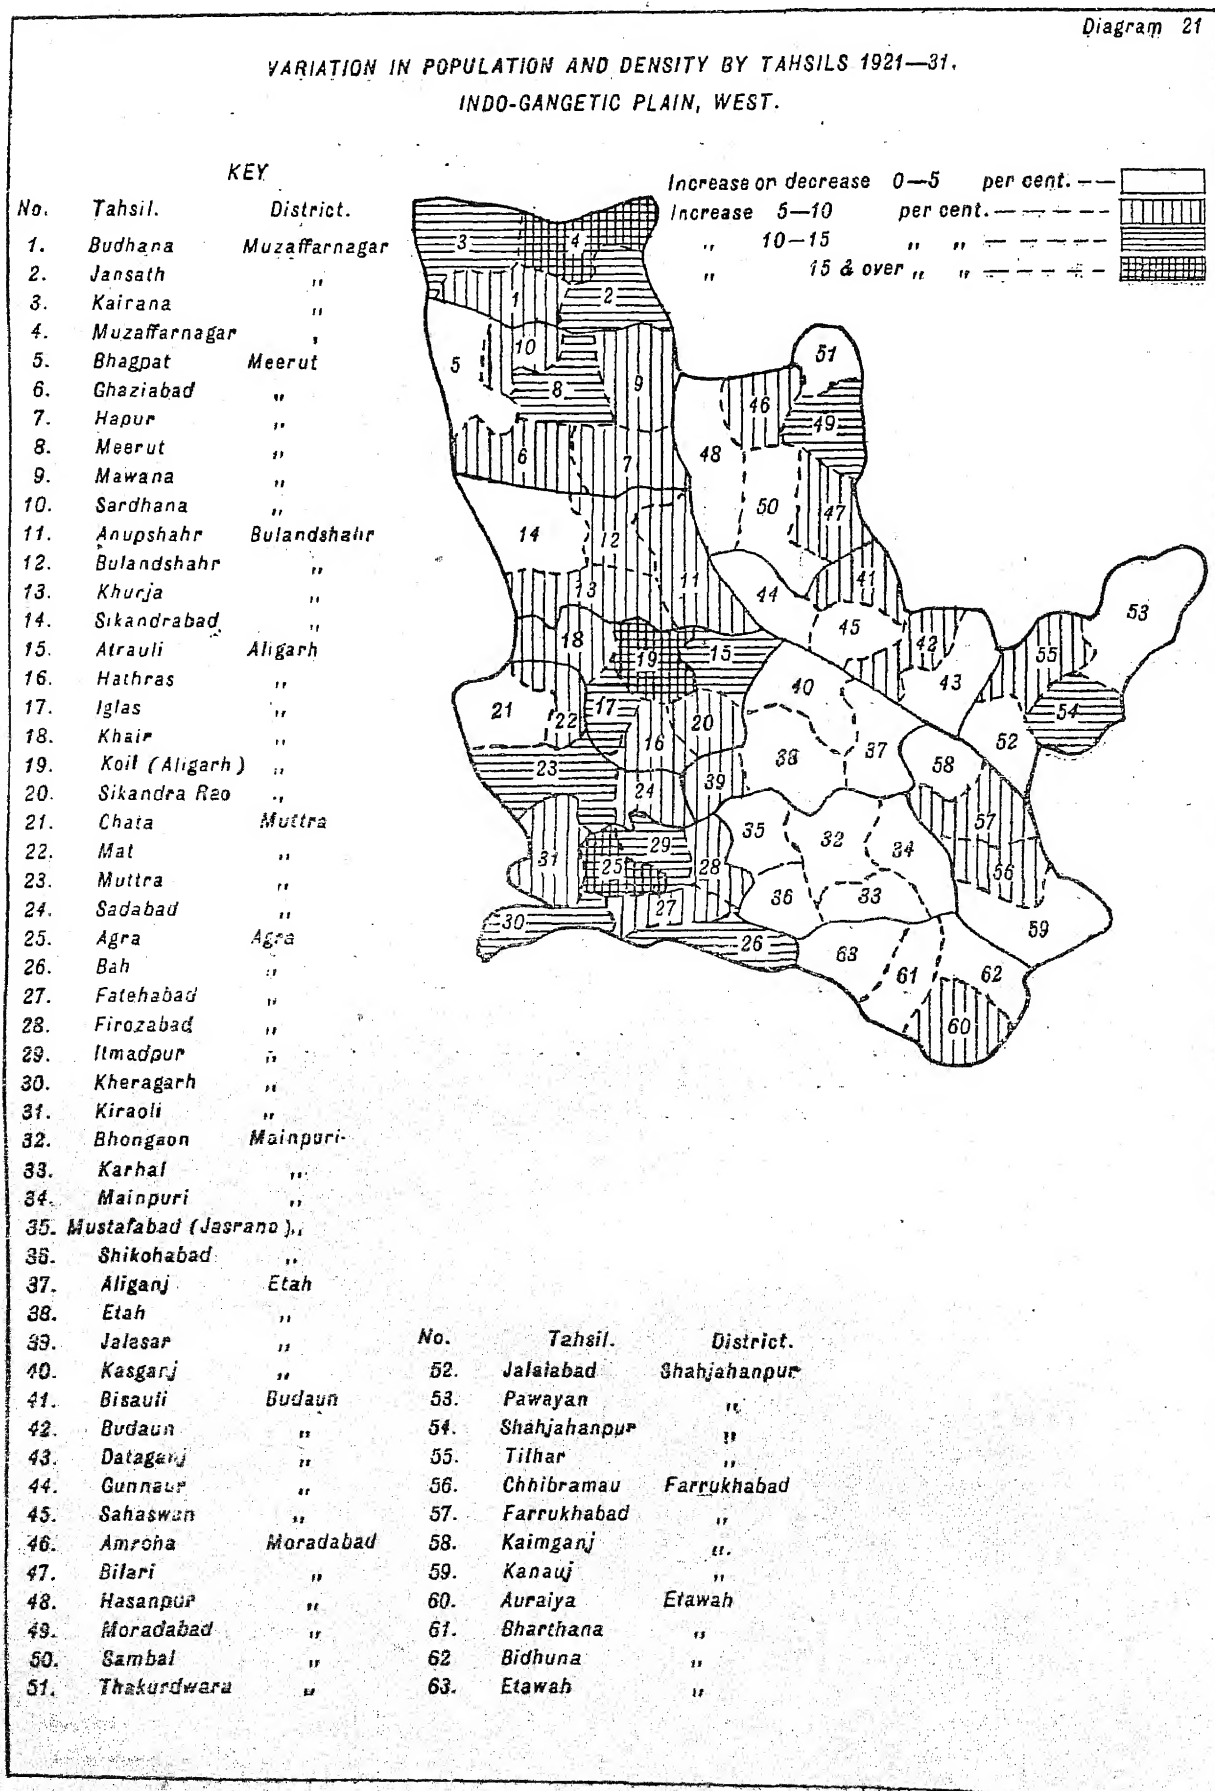 Diagram 21
VARIATION IN POPULATION AND DENSITY BY TAHSILS 1921—31.
INDO-GANGETIC PLAIN, WEST.
KEY
No. Tahsil. District.
1. Budhana Muzaffarnagar
2. Jansath "
3. Kairana "
4. Muzaffarnagar "
5. Bhagpat Meerut
6. Ghaziabad "
7. Hapur "
8. Meerut "
9. Mawana "
10. Sardhana "
11. Anupshahr Bulandshahr
12. Bulandshahr "
13. Khurja "
14. Sikandrabad "
15. Atrauli Aligarh
16. Hathras "
17. Iglas "
18. Khair "
19. Koil (Aligarh) "
20. Sikandra Rao "
21. Chata Muttra
22. Mat "
23. Muttra "
24. Sadabad "
25. Agra Agra
26. Bah "
27. Fatehabad "
28. Firozabad "
29. Itmadpur "
30. Kheragarh "
31. Kiraoli "
32. Bhongaon Mainpuri
33. Karhal "
34. Mainpuri "
35. Mustafabad (Jasrana) "
36. Shikohabad "
37. Aliganj Etah
38. Etah "
39. Jalesar "
40. Kasganj "
41. Bisauli Budaun
42. Budaun "
43. Dataganj "
44. Gunnaur "
45. Sahaswan "
46. Amroha Moradabad
47. Bilari "
48. Hasanpur "
49. Moradabad "
50. Sambal "
51. Thakurdwara "
No. Tahsil. District.
52. Jalalabad Shahjahanpur
53. Pawayan "
54. Shahjahanpur "
55. Tilhar "
56. Chhibramau Farrukhabad
57. Farrukhabad "
58. Kaimganj "
59. Kanauj "
60. Auraiya Etawah
61. Bharthana "
62 Bidhuna "
63. Etawah "
Increase or decrease 0—5 per cent.
Increase 5—10 per cent.
" 10—15 " "
" 15 & over " "
3
4
1
2
5
10
8
9
51
46
49
6
7
48
50
47
14
12
13
11
44
41
45
53
18
19
15
42
43
55
54
40
21
22
17
16
20
52
23
38
37
58
24
39
57
31
25
29
28
35
32
34
56
27
36
33
30
26
63
61
62
59
60